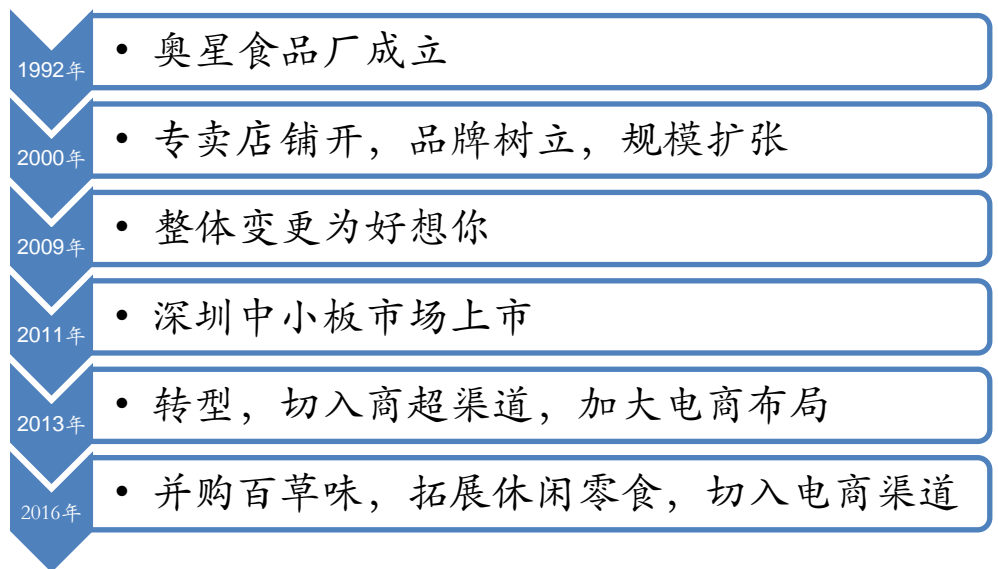 1992年
• 奥星食品厂成立
2000年
• 专卖店铺开，品牌树立，规模扩张
2009年
• 整体变更为好想你
2011年
• 深圳中小板市场上市
2013年
• 转型，切入商超渠道，加大电商布局
2016年
• 并购百草味，拓展休闲零食，切入电商渠道